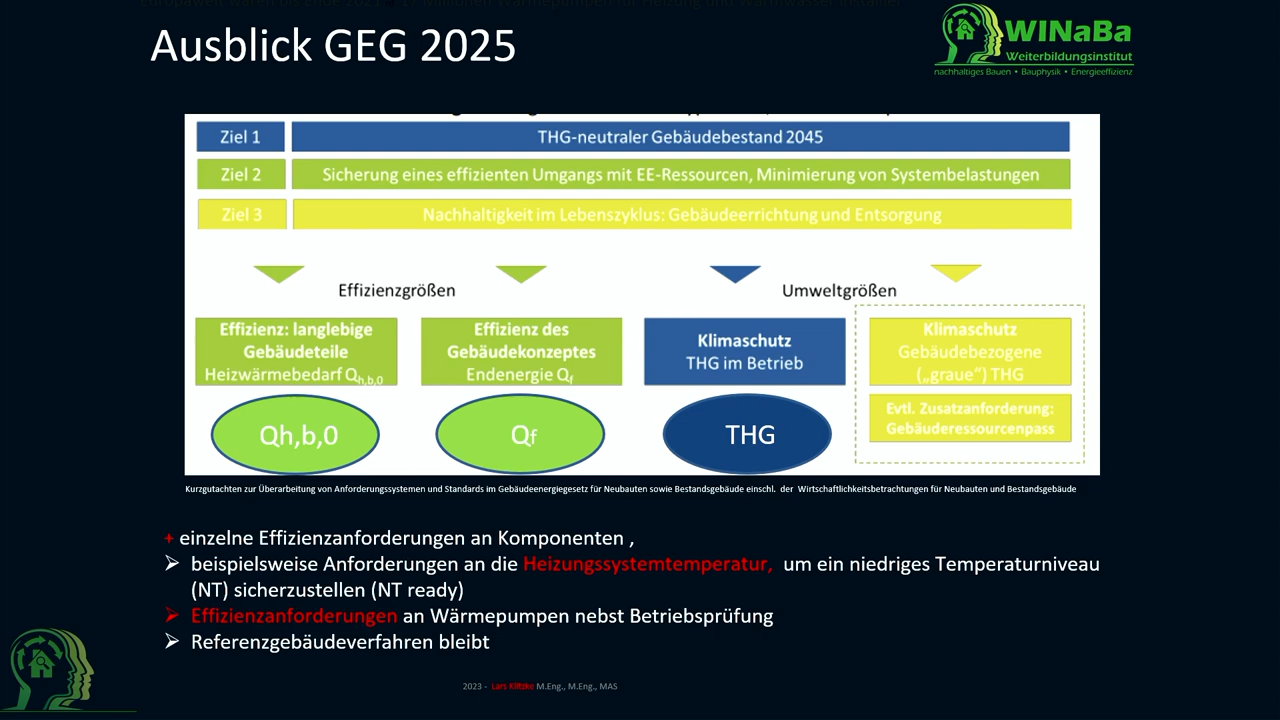 Ausblick GEG 2025
WINaBa
Weiterbildungsinstitut
nachhaltiges Bauen • Bauphysik • Energieeffizienz
Ziel 1 THG-neutraler Gebäudebestand 2045
Ziel 2 Sicherung eines effizienten Umgangs mit EE-Ressourcen, Minimierung von Systembelastungen
Ziel 3 Nachhaltigkeit im Lebenszyklus: Gebäudeerrichtung und Entsorgung
Effizienzgrößen
Umweltgrößen
Effizienz: langlebige
Gebäudeteile
Heizwärmebedarf Qh,b,0
Effizienz des
Gebäudekonzeptes
Endenergie Qf
Klimaschutz
THG im Betrieb
Klimaschutz
Gebäudebezogene
(„graue“) THG
Evtl. Zusatzanforderung:
Gebäuderessourcenpass
Qh,b,0
Qf
THG
Kurzgutachten zur Überarbeitung von Anforderungssystemen und Standards im Gebäudeenergiegesetz für Neubauten sowie Bestandsgebäude einschl. der Wirtschaftlichkeitsbetrachtungen für Neubauten und Bestandsgebäude
+ einzelne Effizienzanforderungen an Komponenten ,
➢ beispielsweise Anforderungen an die Heizungssystemtemperatur, um ein niedriges Temperaturniveau
(NT) sicherzustellen (NT ready)
➢ Effizienzanforderungen an Wärmepumpen nebst Betriebsprüfung
➢ Referenzgebäudeverfahren bleibt
2023 - Lars Klitzke M.Eng., M.Eng., MAS